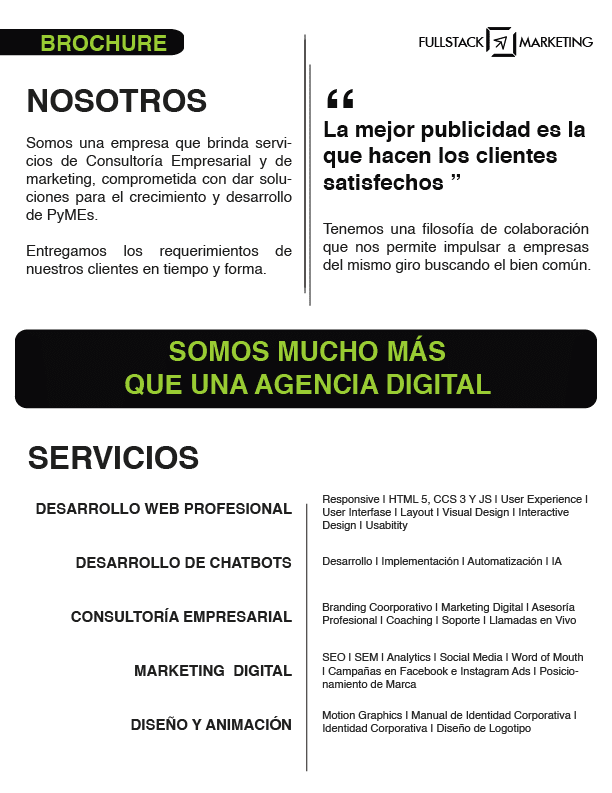 BROCHURE
FULLSTACK MARKETING
NOSOTROS
Somos una empresa que brinda servi-
cios de Consultoría Empresarial y de
marketing, comprometida con dar solu-
ciones para el crecimiento y desarrollo
de PyMEs.
Entregamos los requerimientos de
nuestros clientes en tiempo y forma.
“
La mejor publicidad es la
que hacen los clientes
satisfechos ”
Tenemos una filosofía de colaboración
que nos permite impulsar a empresas
del mismo giro buscando el bien común.
SOMOS MUCHO MÁS
QUE UNA AGENCIA DIGITAL
SERVICIOS
DESARROLLO WEB PROFESIONAL
Responsive I HTML 5, CCS 3 Y JS I User Experience I
User Interfase I Layout I Visual Design I Interactive
Design I Usabitity
DESARROLLO DE CHATBOTS
Desarrollo I Implementación I Automatización I IA
CONSULTORÍA EMPRESARIAL
Branding Coorporativo I Marketing Digital I Asesoría
Profesional I Coaching I Soporte I Llamadas en Vivo
MARKETING DIGITAL
SEO I SEM I Analytics I Social Media I Word of Mouth
I Campañas en Facebook e Instagram Ads I Posicio-
namiento de Marca
DISEÑO Y ANIMACIÓN
Motion Graphics I Manual de Identidad Corporativa I
Identidad Corporativa I Diseño de Logotipo